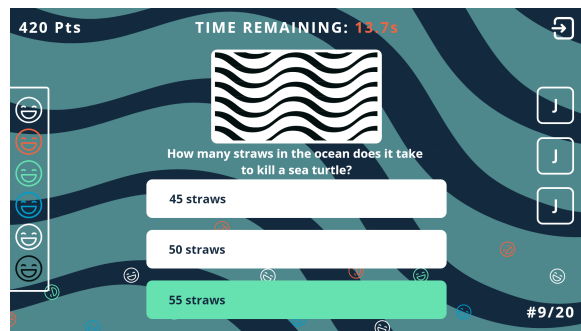 420 Pts
TIME REMAINING: 13.7s
How many straws in the ocean does it take
to kill a sea turtle?
45 straws
50 straws
55 straws
J
J
J
#9/20